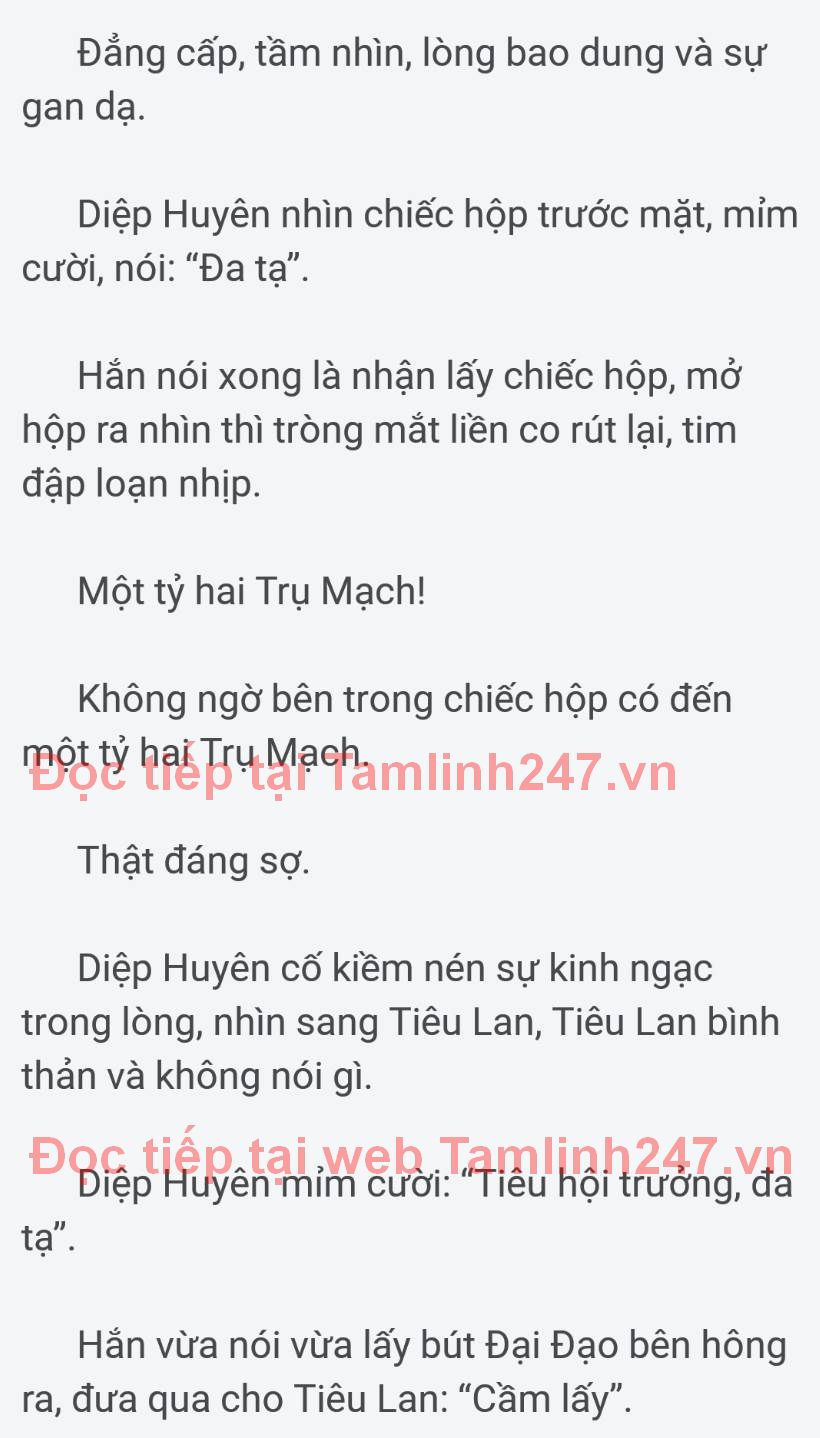 Đẳng cấp, tầm nhìn, lòng bao dung và sự
gan dạ.
Diệp Huyên nhìn chiếc hộp trước mặt, mỉm
cười, nói: “Đa tạ”.
Hắn nói xong là nhận lấy chiếc hộp, mở
hộp ra nhìn thì tròng mắt liền co rút lại, tim
đập loạn nhịp.
Một tỷ hai Trụ Mạch!
Không ngờ bên trong chiếc hộp có đến
một tỷ hai Trụ Mạch.
Đọc tiếp tại Tamlinh247.vn
Thật đáng sợ.
Diệp Huyên cố kiềm nén sự kinh ngạc
trong lòng, nhìn sang Tiêu Lan, Tiêu Lan bình
thản và không nói gì.
Đọc tiếp tại web Tamlinh247.vn
Diệp Huyên mỉm cười: “Tiêu hội trưởng, đa
tạ”.
Hắn vừa nói vừa lấy bút Đại Đạo bên hông
ra, đưa qua cho Tiêu Lan: “Cầm lấy”.